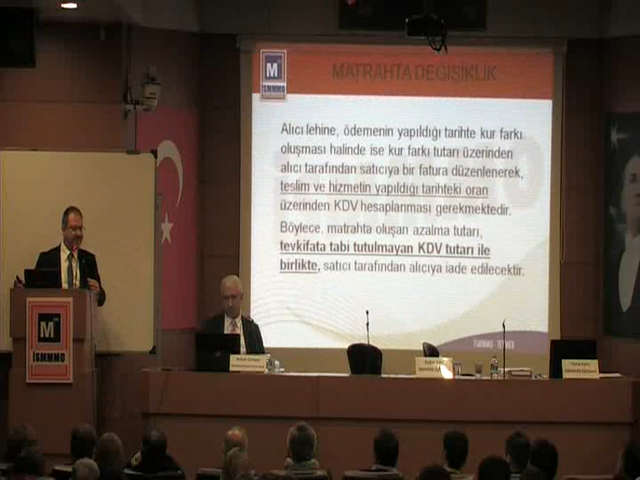 MATRAHTA DEĞİŞİKLİK
M
İSMMMO
Alıcı lehine, ödemenin yapıldığı tarihte kur farkı
oluşması halinde ise kur farkı tutarı üzerinden
alıcı tarafından satıcıya bir fatura düzenlenerek,
teslim ve hizmetin yapıldığı tarihteki oran
üzerinden KDV hesaplanması gerekmektedir.
Böylece, matrahta oluşan azalma tutarı,
tevkifata tabi tutulmayan KDV tutarı ile
birlikte, satıcı tarafından alıcıya iade edilecektir.
M
İSMMMO